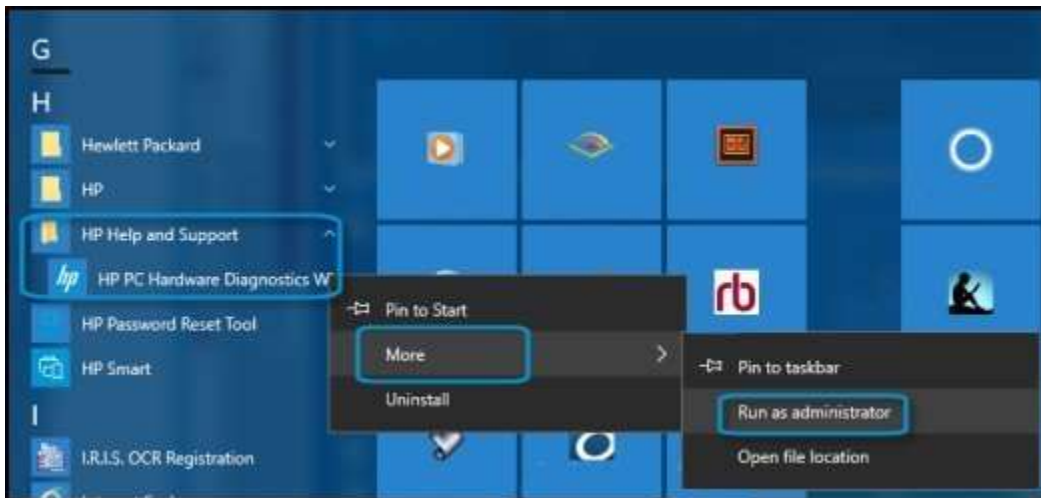 G
H
Hewlett Packard
HP
HP Help and Support
hp HP PC Hardware Diagnostics W
HP Password Reset Tool
HP Smart
I
I.R.I.S. OCR Registration
Pin to Start
More
Uninstall
rb
Pin to taskbar
Run as administrator
Open file location